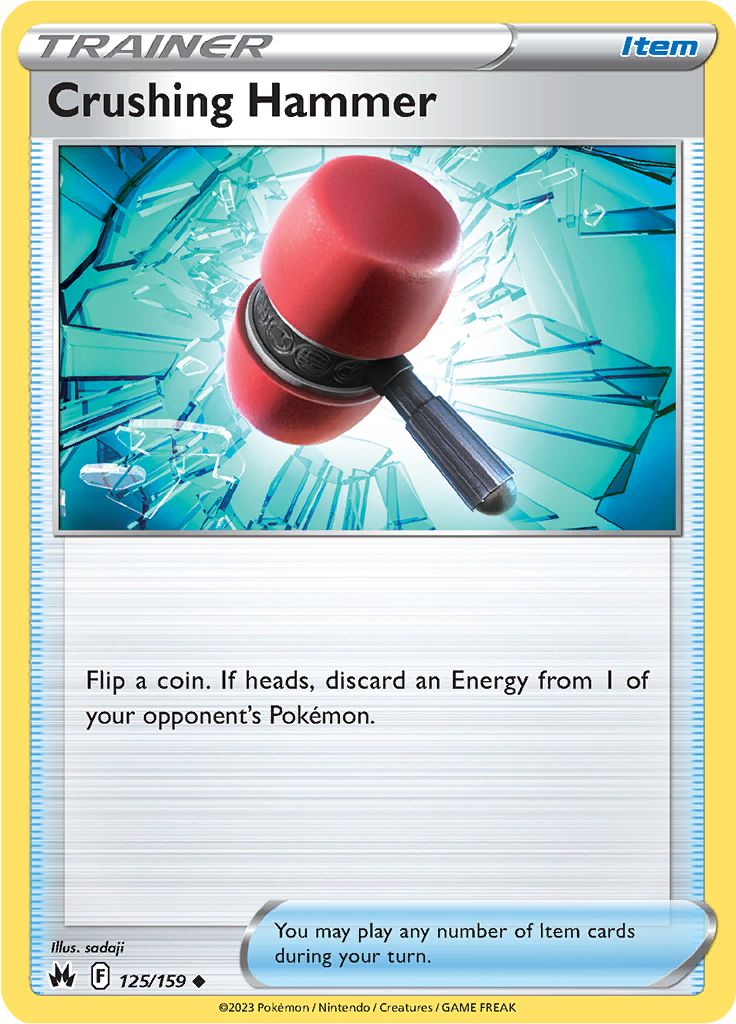 TRAINER
Item
Crushing Hammer
Flip a coin. If heads, discard an Energy from 1 of
your opponent's Pokémon.
Illus. sadaji
You may play any number of Item cards
during your turn.
F
125/159 ◆
©2023 Pokémon / Nintendo / Creatures / GAME FREAK